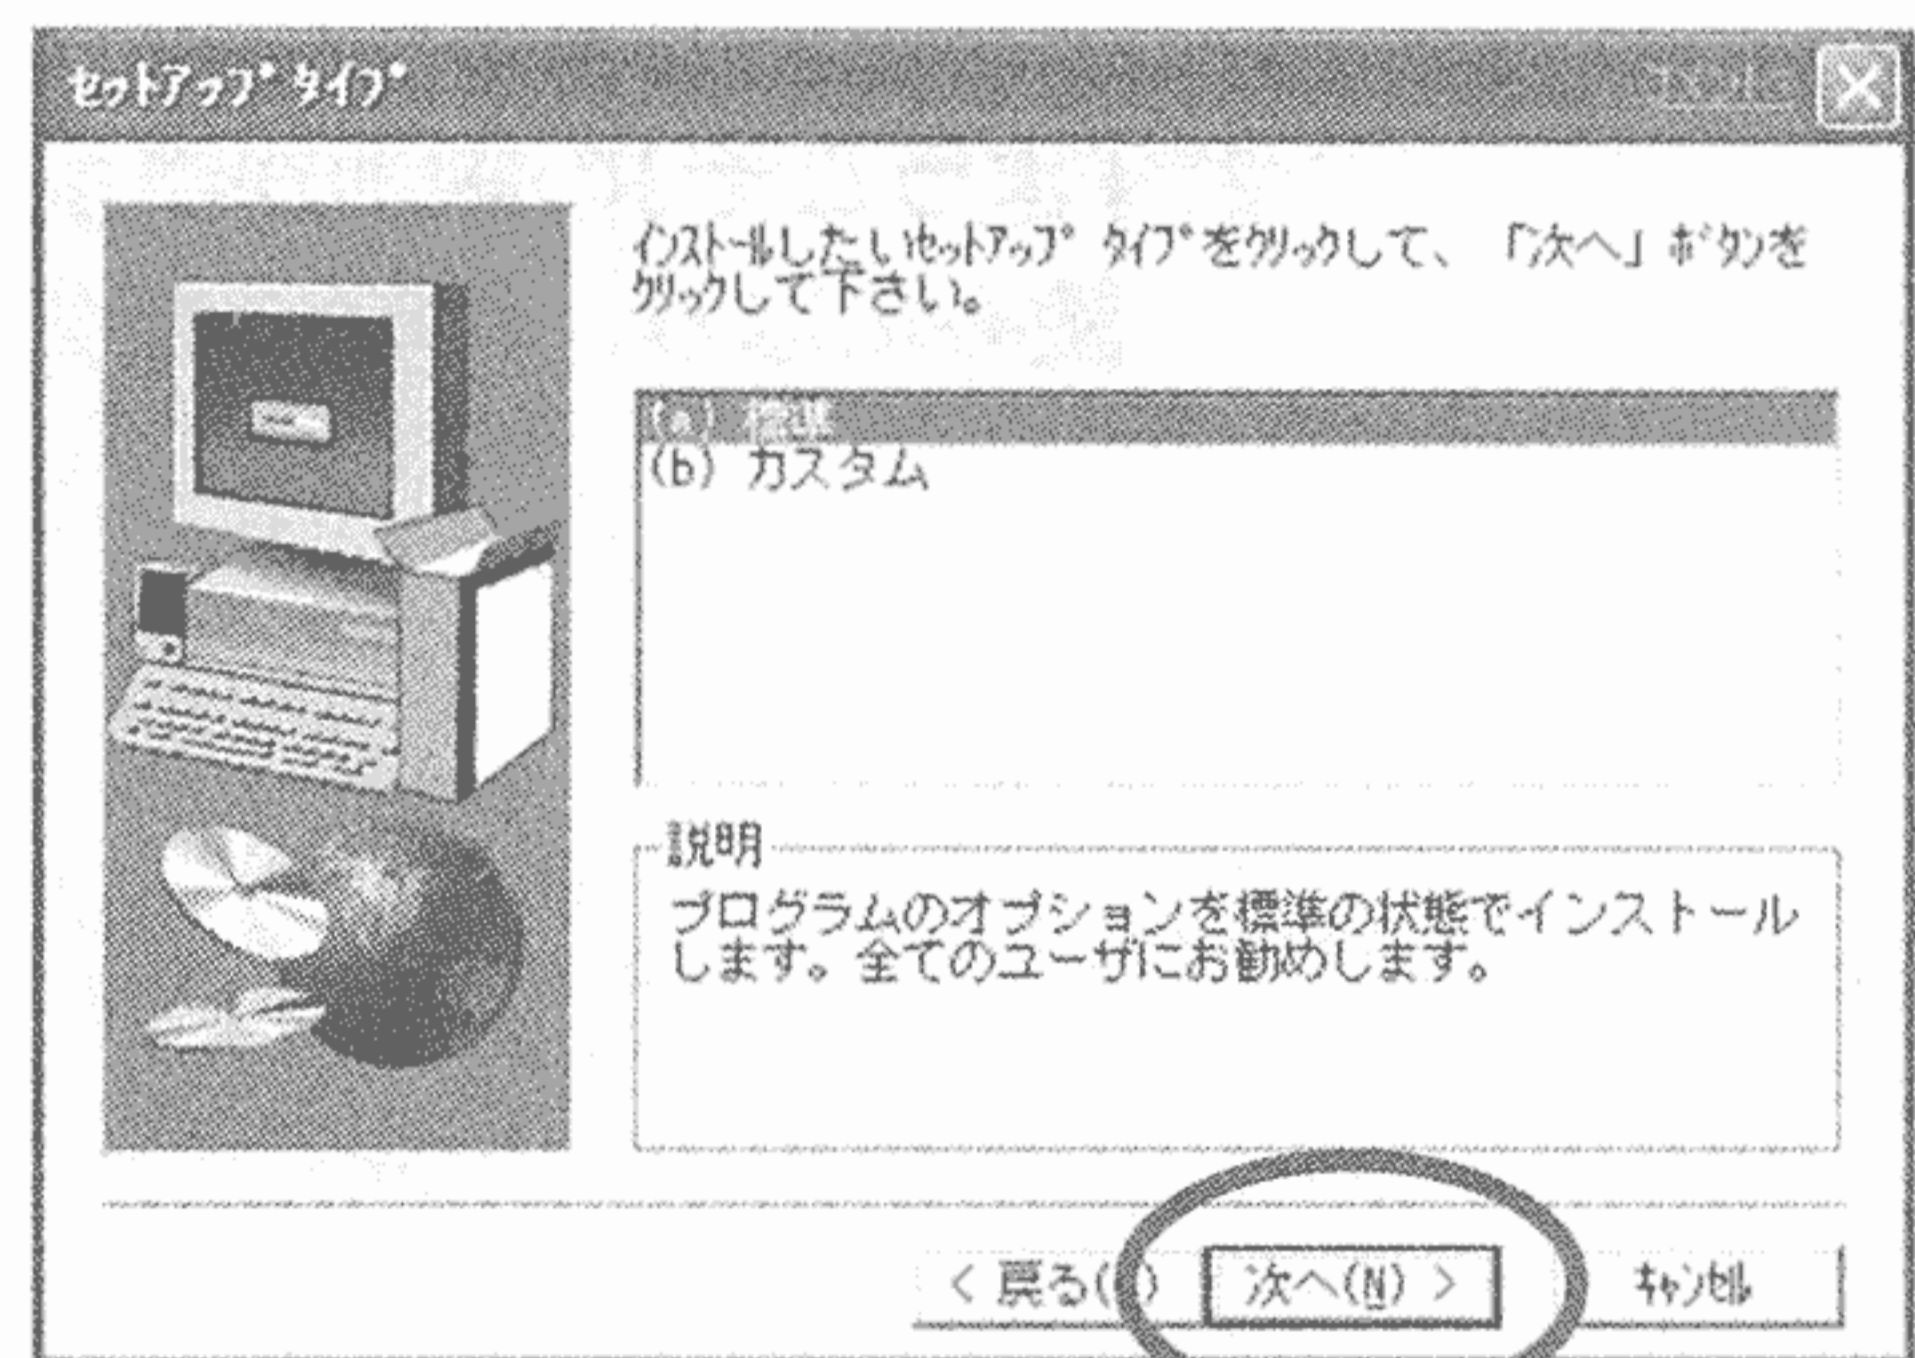 ｾｯﾄｱｯﾌﾟ ﾀｲﾌﾟ
ｲﾝｽﾄｰﾙしたいｾｯﾄｱｯﾌﾟ ﾀｲﾌﾟをｸﾘｯｸして、 「次へ」ﾎﾞﾀﾝを
ｸﾘｯｸして下さい。
(a) 標準
(b) カスタム
説明
プログラムのオプションを標準の状態でインストール
します。全てのユーザにお勧めします。
< 戻る( )
次へ(N) >
ｷｬﾝｾﾙ